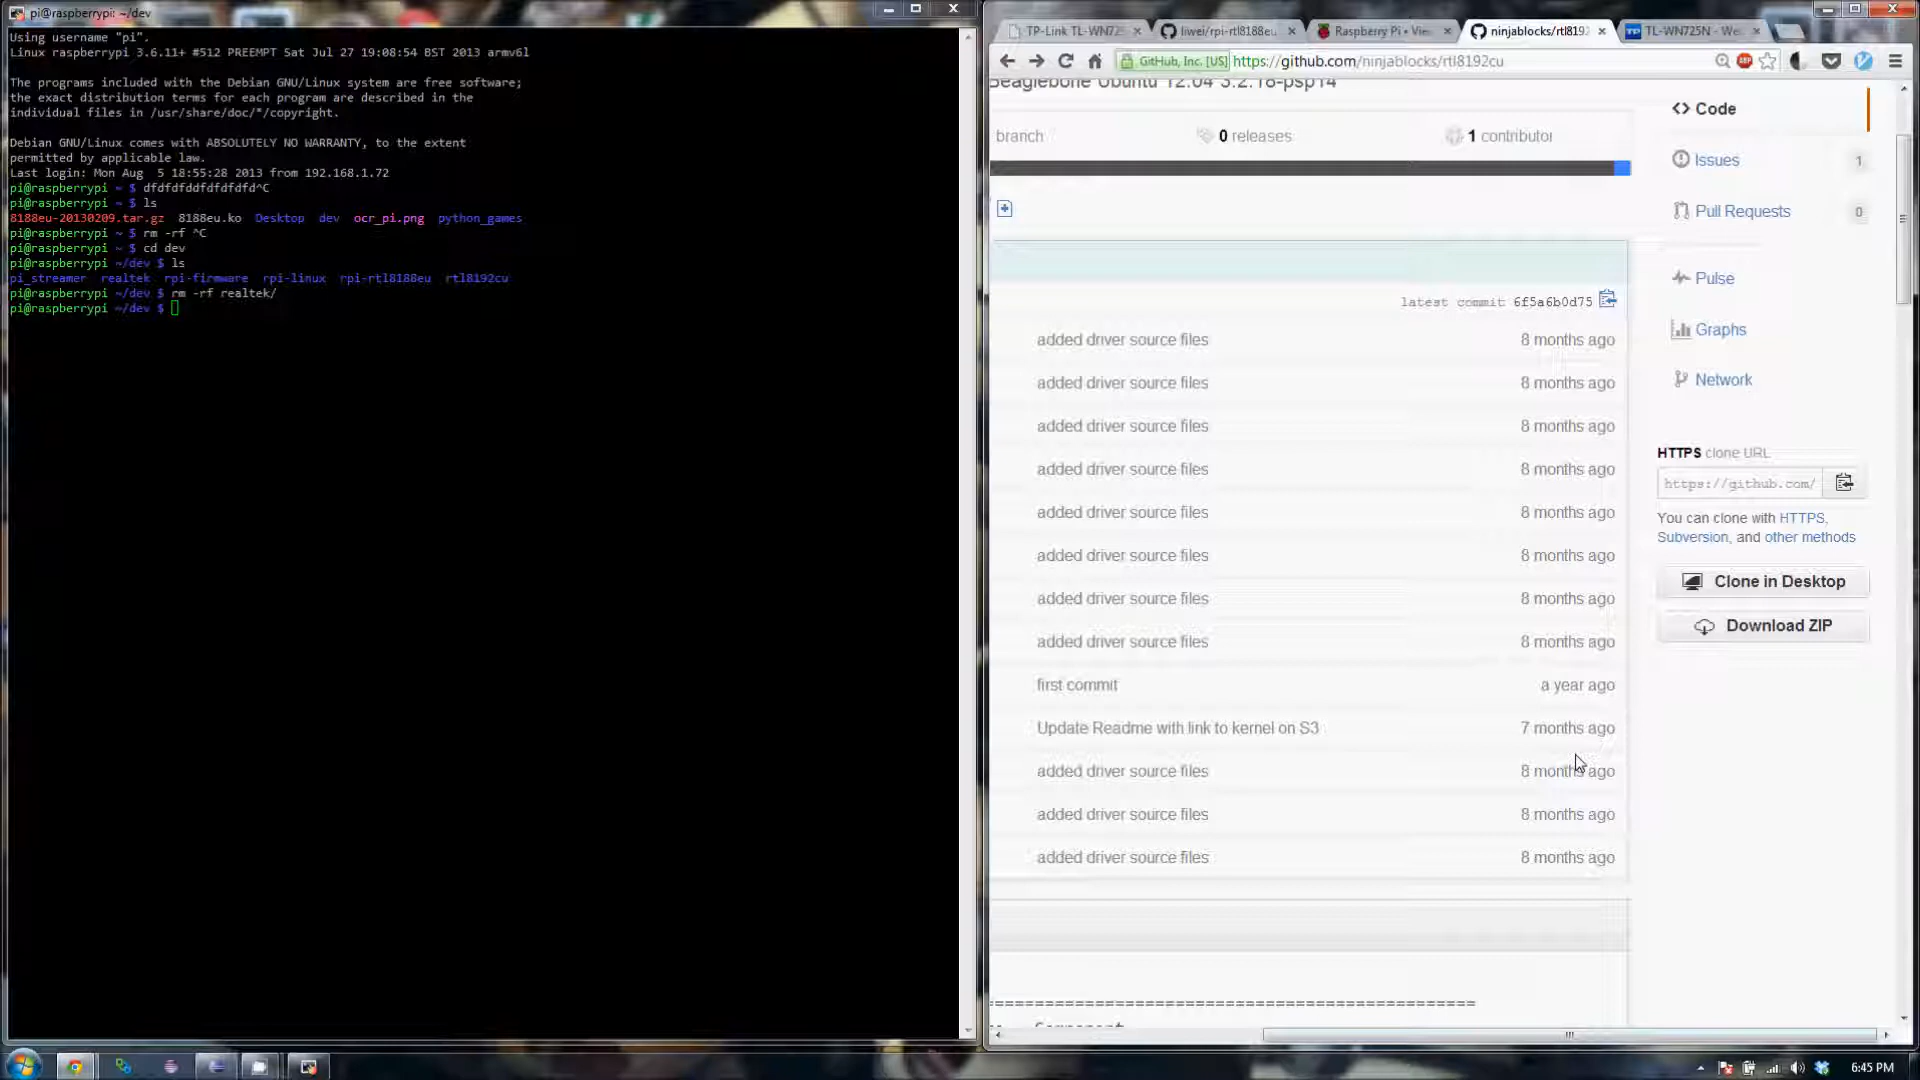 pi@raspberrypi: ~/dev
Using username "pi".
Linux raspberrypi 3.6.11+ #512 PREEMPT Sat Jul 27 19:08:54 BST 2013 armv6l
The programs included with the Debian GNU/Linux system are free software;
the exact distribution terms for each program are described in the
individual files in /usr/share/doc/*/copyright.
Debian GNU/Linux comes with ABSOLUTELY NO WARRANTY, to the extent
permitted by applicable law.
Last login: Mon Aug  5 18:55:28 2013 from 192.168.1.72
pi@raspberrypi ~ $ dfdfdfddfdfdfdfd^C
pi@raspberrypi ~ $ ls
8188eu-20130209.tar.gz  8188eu.ko  Desktop  dev  ocr_pi.png  python_games
pi@raspberrypi ~ $ rm -rf ^C
pi@raspberrypi ~ $ cd dev
pi@raspberrypi ~/dev $ ls
pi_streamer  realtek  rpi-firmware  rpi-linux  rpi-rtl8188eu  rtl8192cu
pi@raspberrypi ~/dev $ rm -rf realtek/
pi@raspberrypi ~/dev $
TP-Link TL-WN72
liwei/rpi-rtl8188eu
Raspberry Pi • Vie
ninjablocks/rtl819
TL-WN725N - We
GitHub, Inc. [US] https://github.com/ninjablocks/rtl8192cu
Beaglebone Ubuntu 12.04 3.2.18-psp14
branch
0 releases
1 contributor
latest commit 6f5a6b0d75
added driver source files 8 months ago
added driver source files 8 months ago
added driver source files 8 months ago
added driver source files 8 months ago
added driver source files 8 months ago
added driver source files 8 months ago
added driver source files 8 months ago
added driver source files 8 months ago
first commit a year ago
Update Readme with link to kernel on S3 7 months ago
added driver source files 8 months ago
added driver source files 8 months ago
added driver source files 8 months ago
==================================================
Component
<> Code
Issues 1
Pull Requests 0
Pulse
Graphs
Network
HTTPS clone URL
https://github.com/
You can clone with HTTPS,
Subversion, and other methods
Clone in Desktop
Download ZIP
6:45 PM